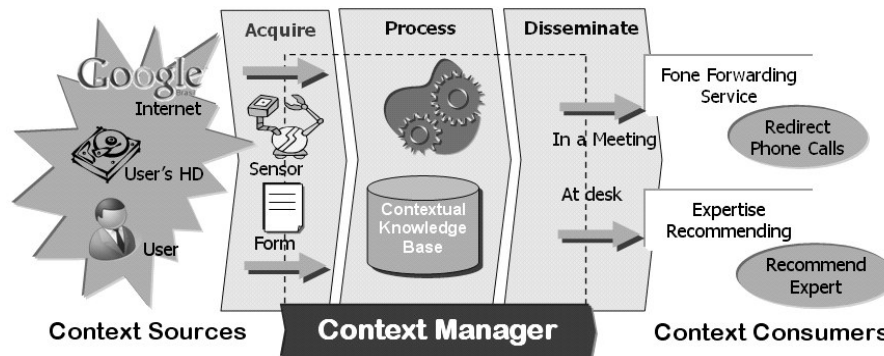 Acquire
Process
Disseminate
Google
Internet
User's HD
User
Sensor
Form
Contextual
Knowledge
Base
In a Meeting
At desk
Fone Forwarding
Service
Redirect
Phone Calls
Expertise
Recommending
Recommend
Expert
Context Sources
Context Manager
Context Consumers